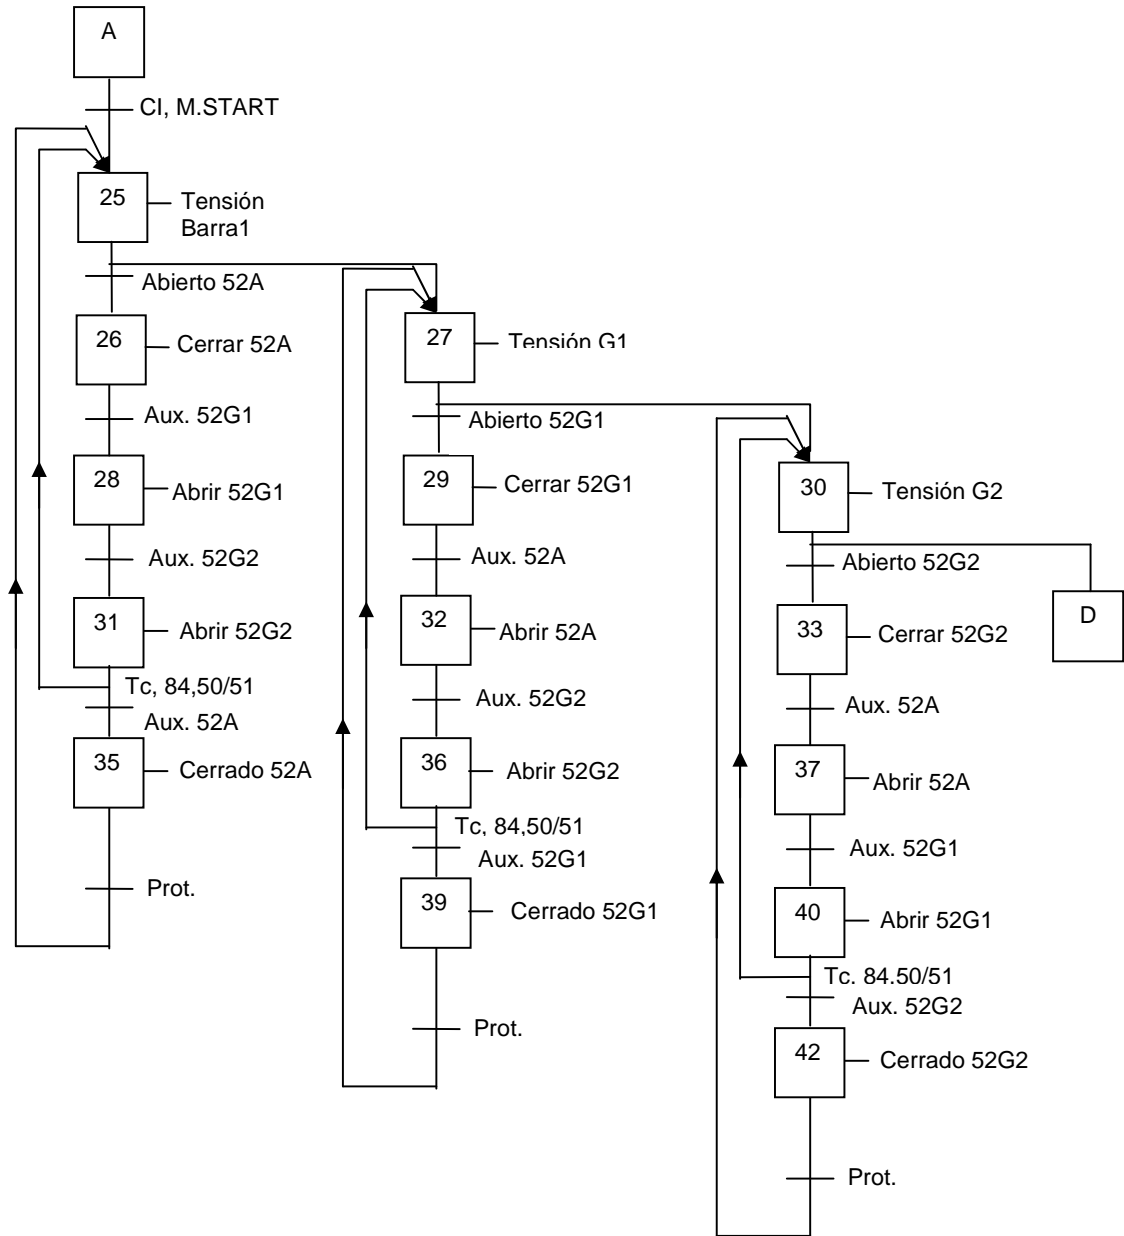 A
CI, M.START
25
Tensión
Barra1
Abierto 52A
26
Cerrar 52A
27
Tensión G1
Aux. 52G1
Abierto 52G1
28
Abrir 52G1
29
Cerrar 52G1
30
Tensión G2
Aux. 52G2
Aux. 52A
Abierto 52G2
31
Abrir 52G2
32
Abrir 52A
33
Cerrar 52G2
D
Tc, 84,50/51
Aux. 52A
Aux. 52G2
Aux. 52A
35
Cerrado 52A
36
Abrir 52G2
37
Abrir 52A
Tc, 84,50/51
Aux. 52G1
Aux. 52G1
Prot.
39
Cerrado 52G1
40
Abrir 52G1
Tc. 84.50/51
Aux. 52G2
Prot.
42
Cerrado 52G2
Prot.